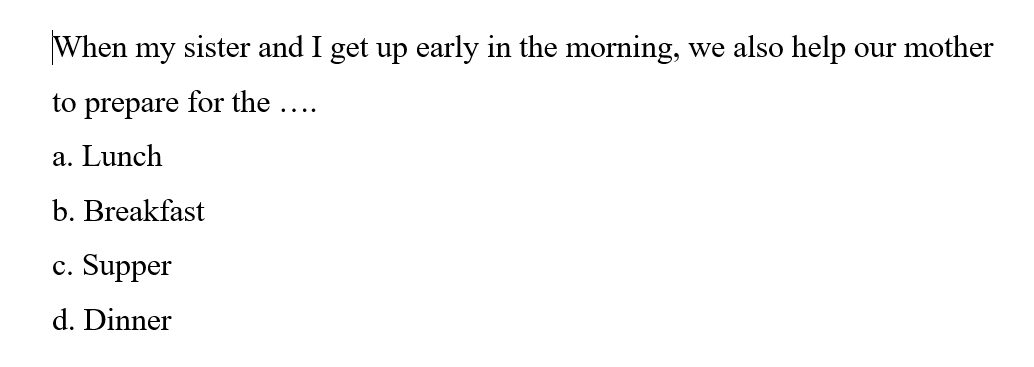 When my sister and I get up early in the morning, we also help our mother
to prepare for the ….
a. Lunch
b. Breakfast
c. Supper
d. Dinner